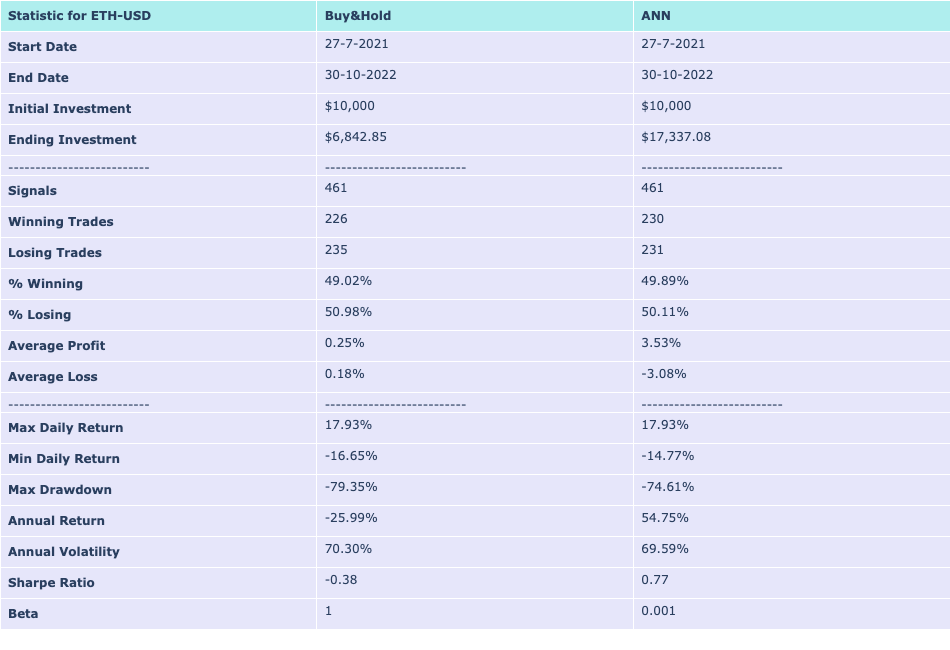 Statistic for ETH-USD Buy&Hold ANN
Start Date 27-7-2021 27-7-2021
End Date 30-10-2022 30-10-2022
Initial Investment $10,000 $10,000
Ending Investment $6,842.85 $17,337.08
-------------------------- -------------------------- --------------------------
Signals 461 461
Winning Trades 226 230
Losing Trades 235 231
% Winning 49.02% 49.89%
% Losing 50.98% 50.11%
Average Profit 0.25% 3.53%
Average Loss 0.18% -3.08%
-------------------------- -------------------------- --------------------------
Max Daily Return 17.93% 17.93%
Min Daily Return -16.65% -14.77%
Max Drawdown -79.35% -74.61%
Annual Return -25.99% 54.75%
Annual Volatility 70.30% 69.59%
Sharpe Ratio -0.38 0.77
Beta 1 0.001